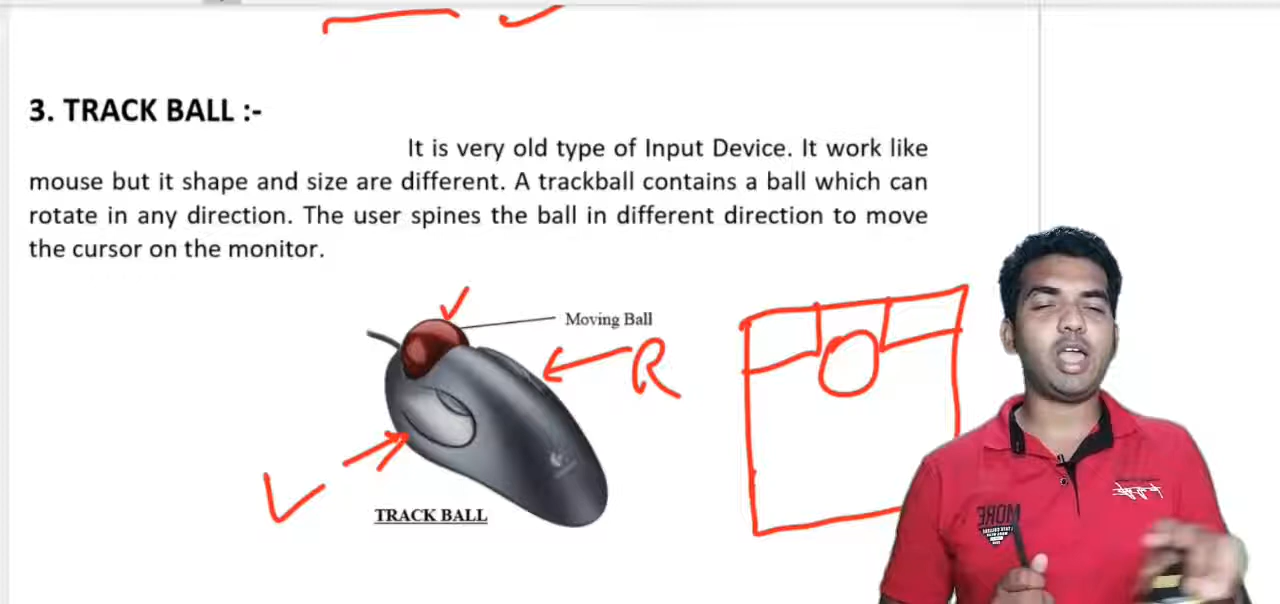 3. TRACK BALL :-
It is very old type of Input Device. It work like
mouse but it shape and size are different. A trackball contains a ball which can
rotate in any direction. The user spines the ball in different direction to move
the cursor on the monitor.
Moving Ball
R
L
TRACK BALL
MORE